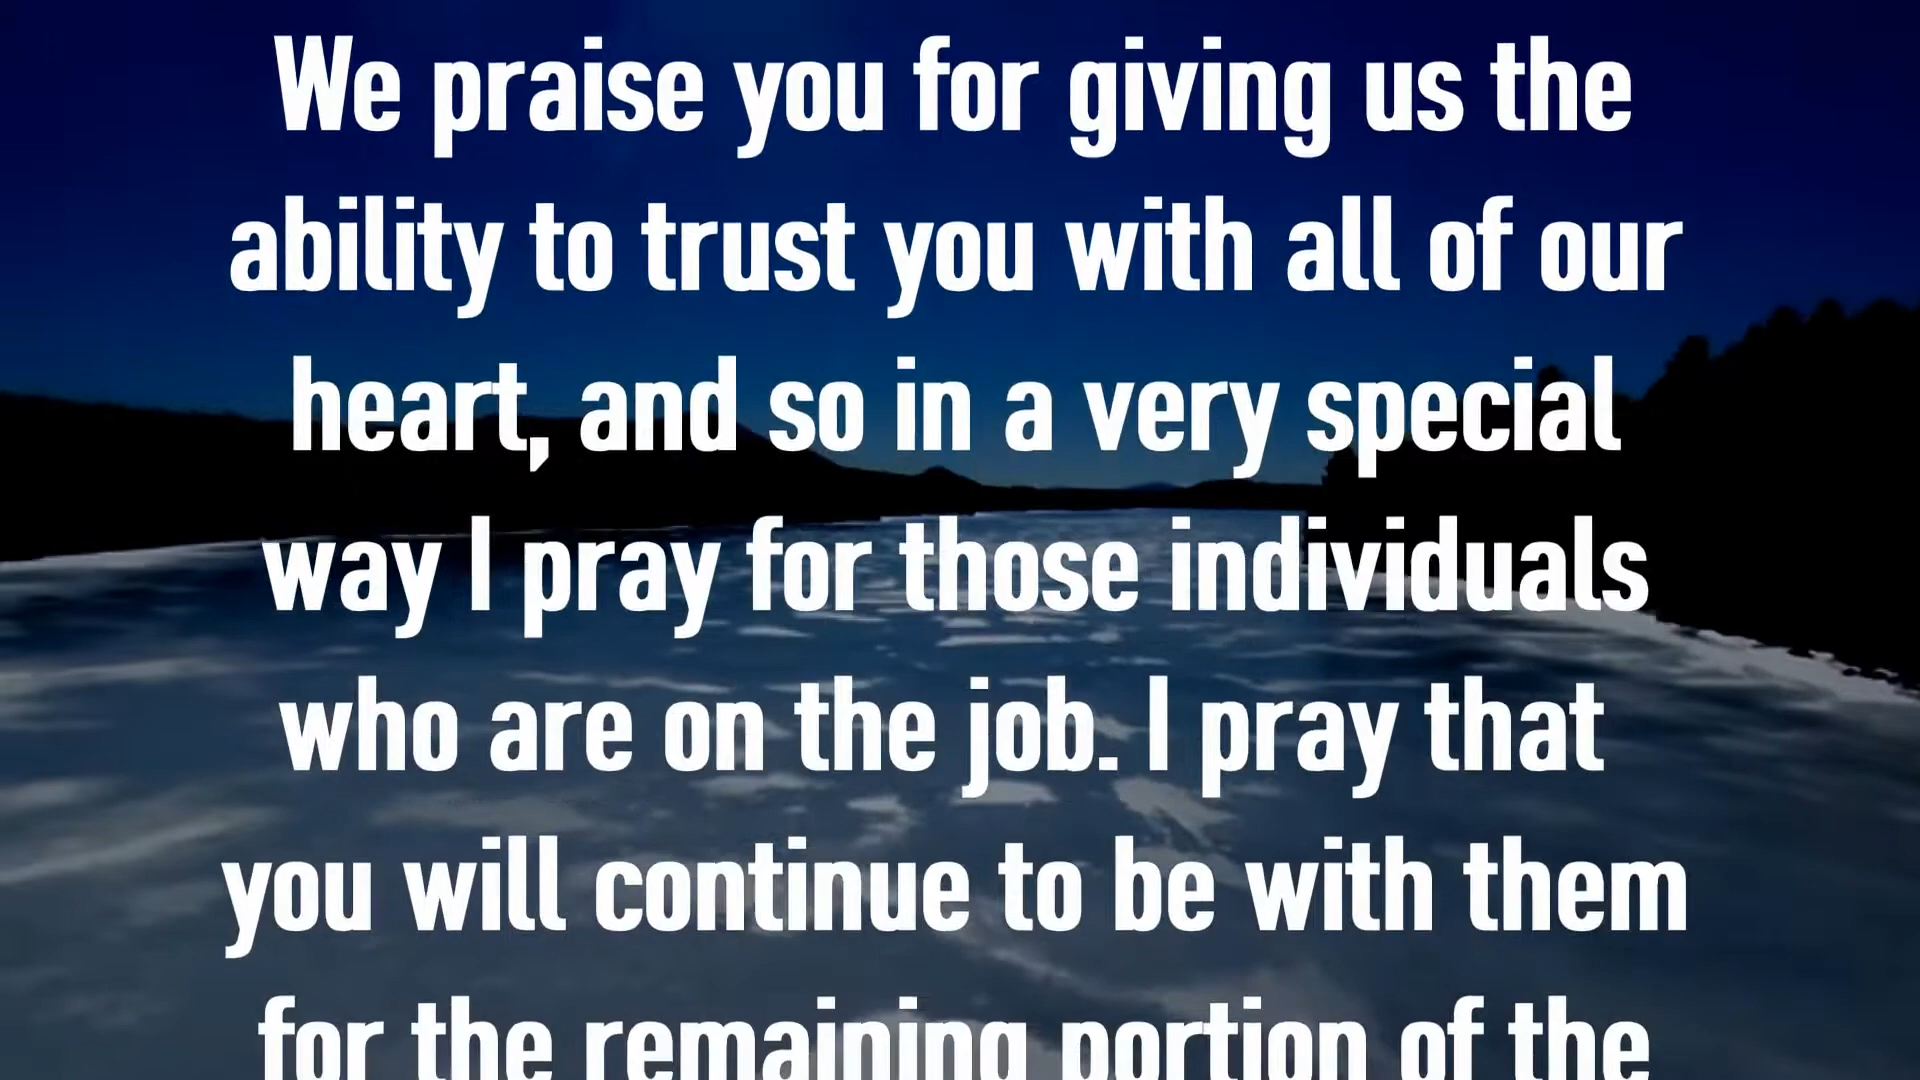 We praise you for giving us the
ability to trust you with all of our
heart, and so in a very special
way I pray for those individuals
who are on the job. I pray that
you will continue to be with them
for the remaining portion of the